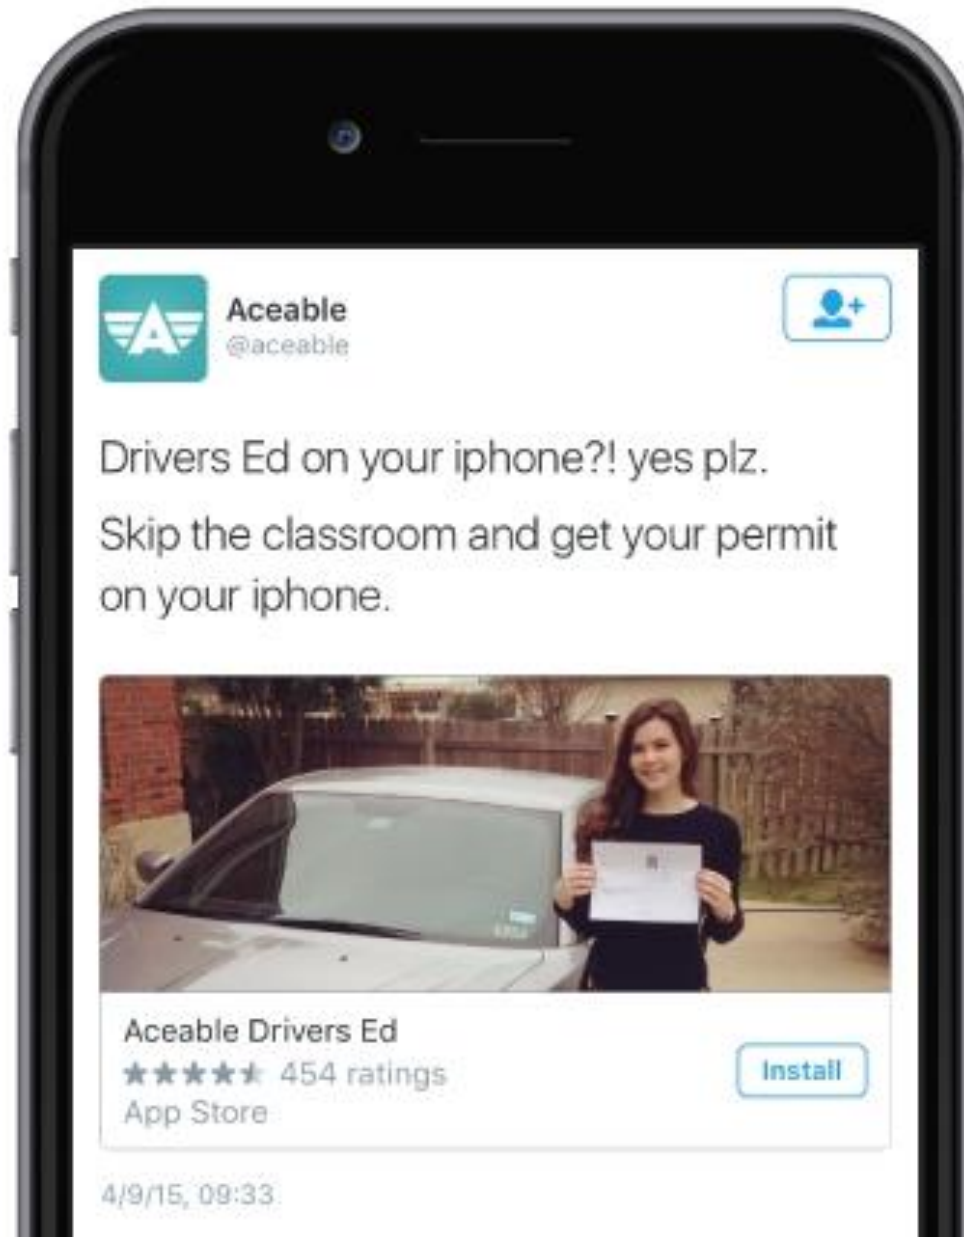 Aceable
@aceable
Drivers Ed on your iphone?! yes plz.
Skip the classroom and get your permit
on your iphone.
Aceable Drivers Ed
454 ratings
Install
App Store
4/9/15, 09:33